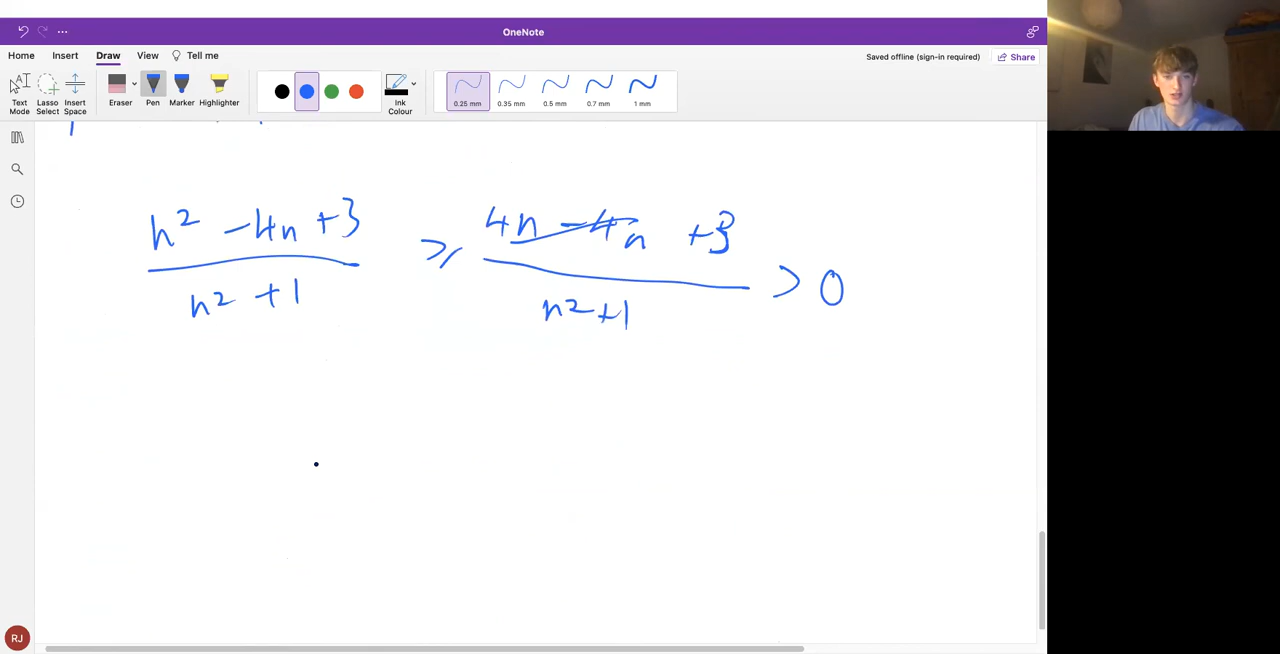 OneNote
Home Insert Draw View Tell me
Saved offline (sign-in required) Share
Text Mode
Lasso Select
Insert Space
Eraser
Pen
Marker
Highlighter
Ink Colour
0.25 mm 0.35 mm 0.5 mm 0.7 mm 1 mm
n² -4n +3 ≥ 4n -4n +3
n² +1 n² +1 > 0
RJ